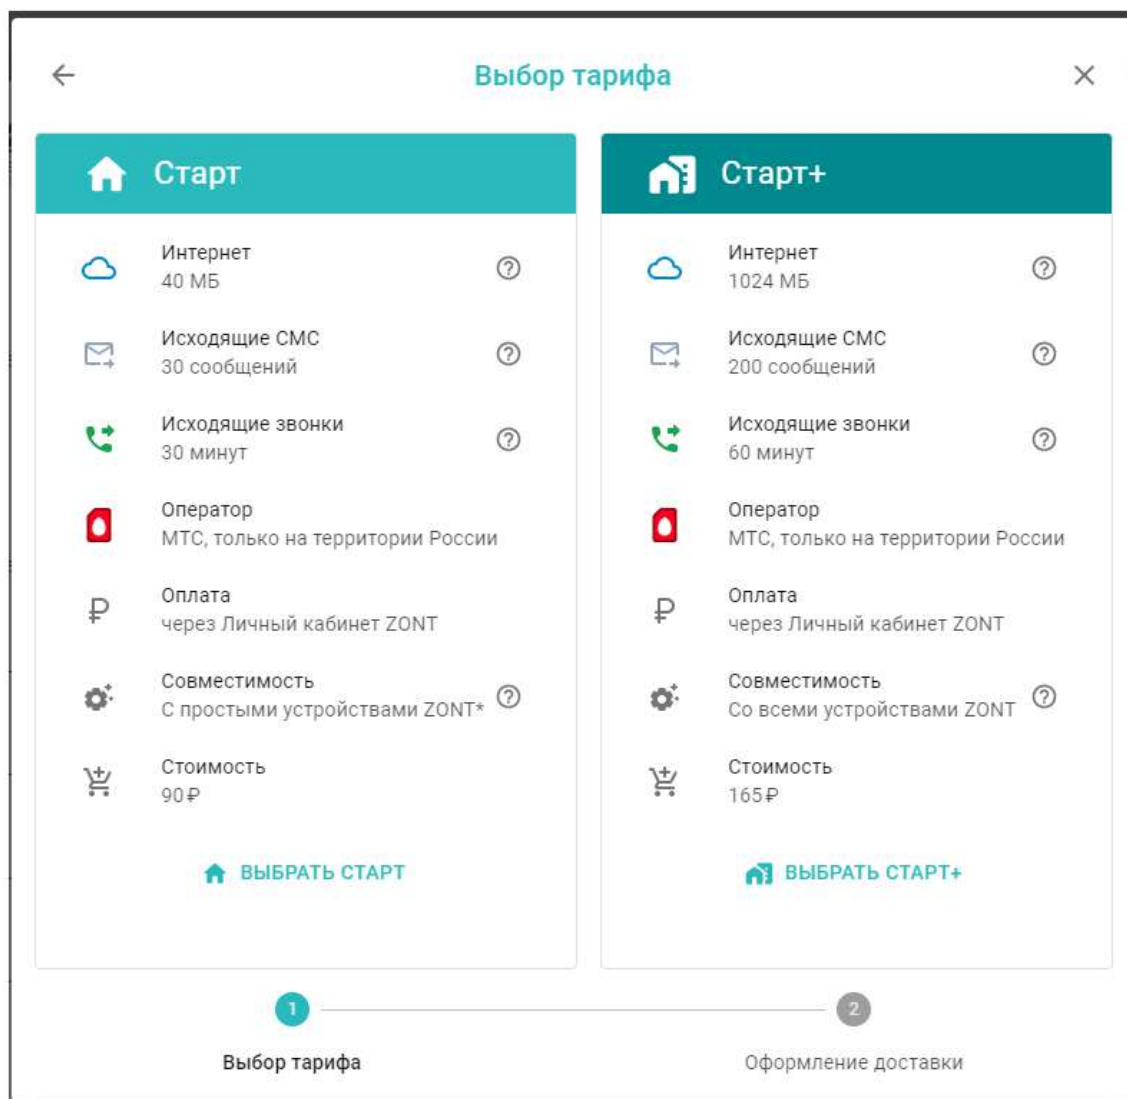 Выбор тарифа
Старт
Интернет
40 МБ
Исходящие СМС
30 сообщений
Исходящие звонки
30 минут
Оператор
МТС, только на территории России
Оплата
через Личный кабинет ZONT
Совместимость
С простыми устройствами ZONT*
Стоимость
90₽
ВЫБРАТЬ СТАРТ
Старт+
Интернет
1024 МБ
Исходящие СМС
200 сообщений
Исходящие звонки
60 минут
Оператор
МТС, только на территории России
Оплата
через Личный кабинет ZONT
Совместимость
Со всеми устройствами ZONT
Стоимость
165₽
ВЫБРАТЬ СТАРТ+
1
Выбор тарифа
2
Оформление доставки